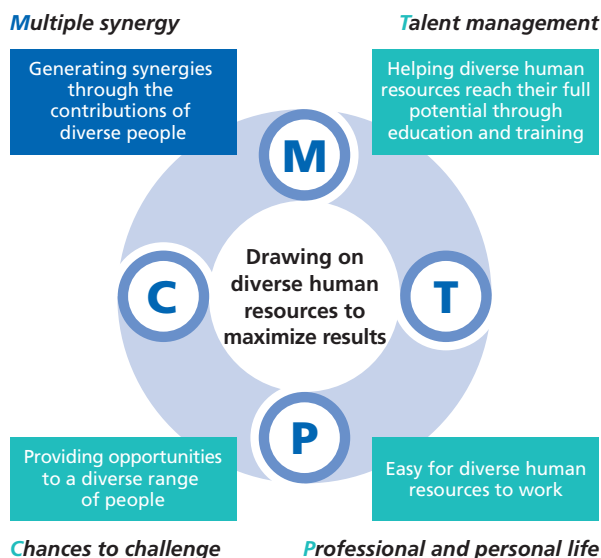 Multiple synergy
Generating synergies
through the
contributions of
diverse people
Talent management
Helping diverse human
resources reach their full
potential through
education and training
M
C
Drawing on
diverse human
resources to
maximize results
T
P
Providing opportunities
to a diverse range
of people
Chances to challenge
Easy for diverse human
resources to work
Professional and personal life